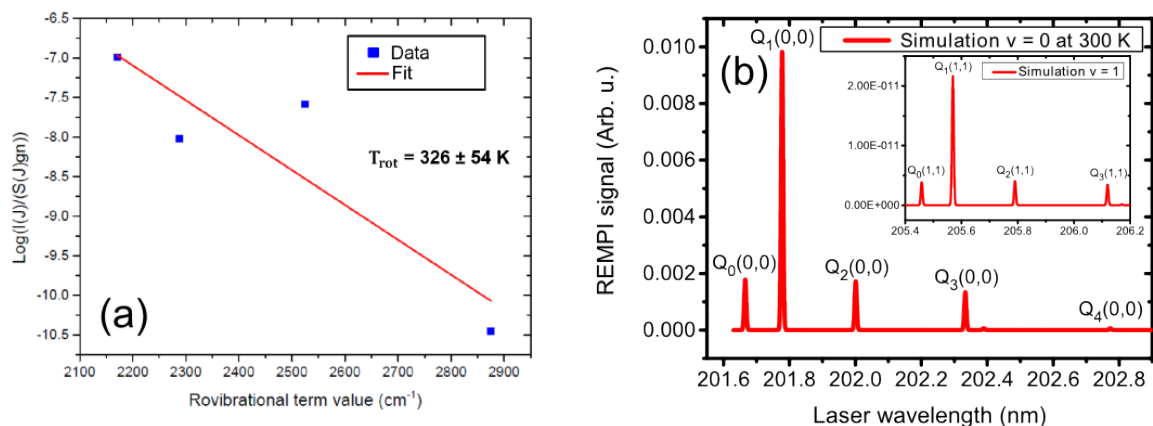 -6.5
-7.0
-7.5
-8.0
-8.5
-9.0
-9.5
-10.0
-10.5
Log(I(J)/(S(J)gn))
Data
Fit
Trot = 326 ± 54 K
(a)
2100 2200 2300 2400 2500 2600 2700 2800 2900
Rovibrational term value (cm-1)
(b)
Q1(0,0)
Simulation v = 0 at 300 K
0.010
0.008
0.006
0.004
0.002
0.000
REMPI signal (Arb. u.)
Q1(1,1)
Simulation v = 1
2.00E-011
1.00E-011
0.00E+000
Q0(1,1)
Q2(1,1)
Q3(1,1)
205.4 205.6 205.8 206.0 206.2
Q0(0,0)
Q2(0,0)
Q3(0,0)
Q4(0,0)
201.6 201.8 202.0 202.2 202.4 202.6 202.8
Laser wavelength (nm)